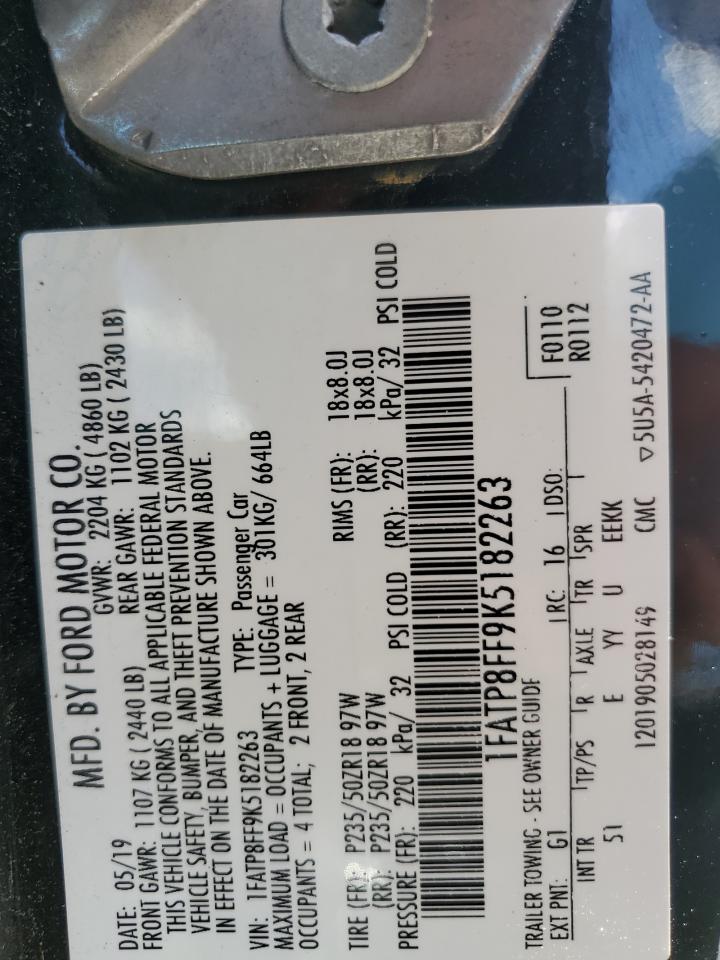 MFD. BY FORD MOTOR CO.
DATE: 05/19 GVWR: 2204 KG ( 4860 LB)
FRONT GAWR: 1107 KG ( 2440 LB) REAR GAWR: 1102 KG ( 2430 LB)
THIS VEHICLE CONFORMS TO ALL APPLICABLE FEDERAL MOTOR
VEHICLE SAFETY, BUMPER, AND THEFT PREVENTION STANDARDS
IN EFFECT ON THE DATE OF MANUFACTURE SHOWN ABOVE.
VIN: 1FATP8FF9K5182263 TYPE: Passenger Car
MAXIMUM LOAD = OCCUPANTS + LUGGAGE = 301KG/ 664LB
OCCUPANTS = 4 TOTAL; 2 FRONT, 2 REAR
TIRE (FR): P235/50ZR18 97W RIMS (FR): 18x8.0J
(RR): P235/50ZR18 97W (RR): 18x8.0J
PRESSURE (FR): 220 kPa/ 32 PSI COLD (RR): 220 kPa/ 32 PSI COLD
1FATP8FF9K5182263
TRAILER TOWING - SEE OWNER GUIDE
EXT PNT: G1 RC: 16 DSO: F0110
R0112
INT TR TP/PS R AXLE TR SPR
51 E YY U EEKK
1201905028149 CMC ▽5U5A-5420472-AA